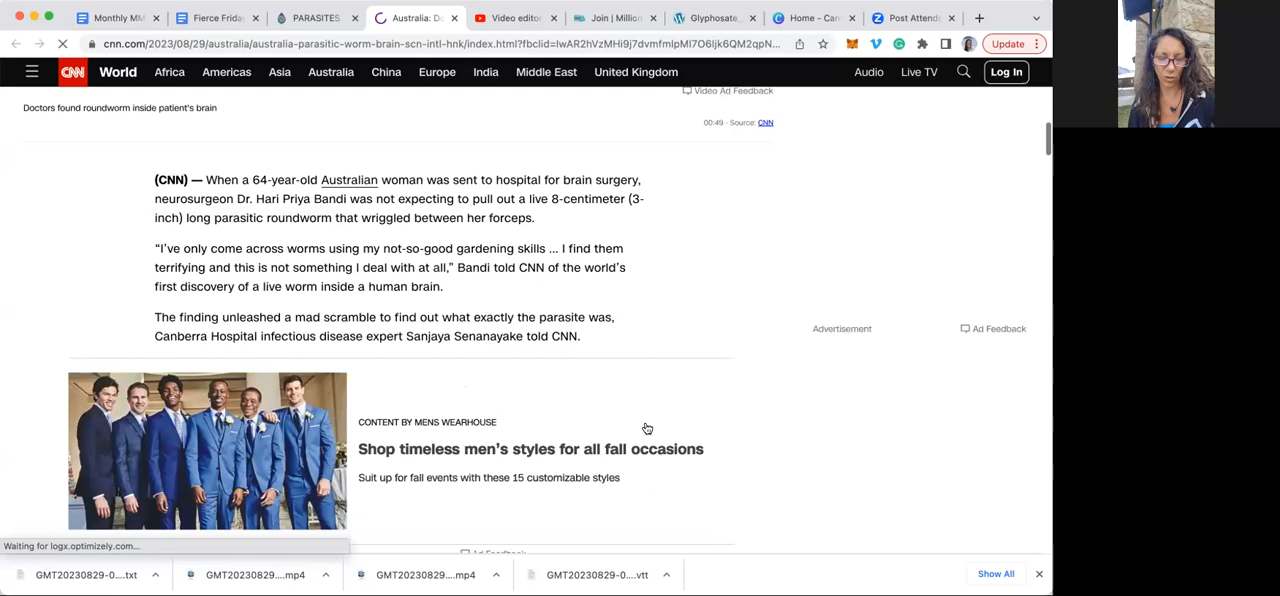 Monthly MM
Fierce Friday
PARASITES
Australia: Do
Video editor
Join | Million
Glyphosate_
Home - Can
Post Attend
cnn.com/2023/08/29/australia/australia-parasitic-worm-brain-scn-intl-hnk/index.html?fbclid=IwAR2hVzMHi9j7dvmfmlpMI7O6Ijk6QM2qpN...
Update
CNN World Africa Americas Asia Australia China Europe India Middle East United Kingdom Audio Live TV Log In
Video Ad Feedback
Doctors found roundworm inside patient's brain
00:49 - Source: CNN
(CNN) — When a 64-year-old Australian woman was sent to hospital for brain surgery,
neurosurgeon Dr. Hari Priya Bandi was not expecting to pull out a live 8-centimeter (3-
inch) long parasitic roundworm that wriggled between her forceps.
“I’ve only come across worms using my not-so-good gardening skills ... I find them
terrifying and this is not something I deal with at all,” Bandi told CNN of the world’s
first discovery of a live worm inside a human brain.
The finding unleashed a mad scramble to find out what exactly the parasite was,
Canberra Hospital infectious disease expert Sanjaya Senanayake told CNN.
Advertisement
Ad Feedback
CONTENT BY MENS WEARHOUSE
Shop timeless men’s styles for all fall occasions
Suit up for fall events with these 15 customizable styles
Ad Feedback
Waiting for logx.optimizely.com...
GMT20230829-0....txt
GMT20230829....mp4
GMT20230829....mp4
GMT20230829-0....vtt
Show All